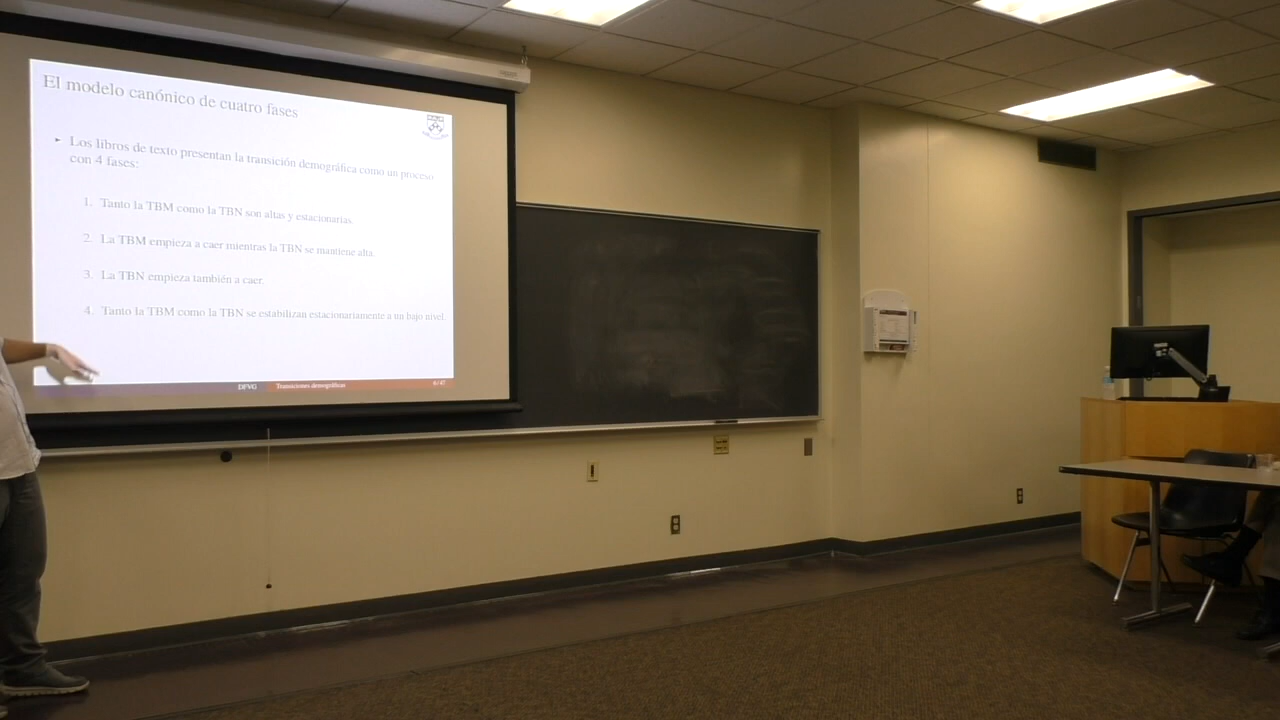 El modelo canónico de cuatro fases
▸ Los libros de texto presentan la transición demográfica como un proceso
con 4 fases:
1. Tanto la TBM como la TBN son altas y estacionarias.
2. La TBM empieza a caer mientras la TBN se mantiene alta.
3. La TBN empieza también a caer.
4. Tanto la TBM como la TBN se estabilizan estacionariamente a un bajo nivel.
DFVG Transiciones demográficas 6/47